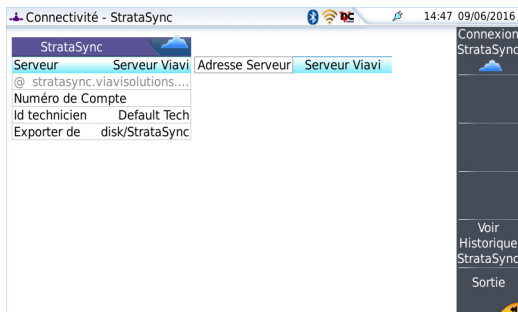 Connectivité - StrataSync
14:47 09/06/2016
StrataSync
Serveur Serveur Viavi
Adresse Serveur Serveur Viavi
@ stratasync.viavisolutions....
Numéro de Compte
Id technicien Default Tech
Exporter de disk/StrataSync
Connexion
StrataSync
Voir
Historique
StrataSync
Sortie